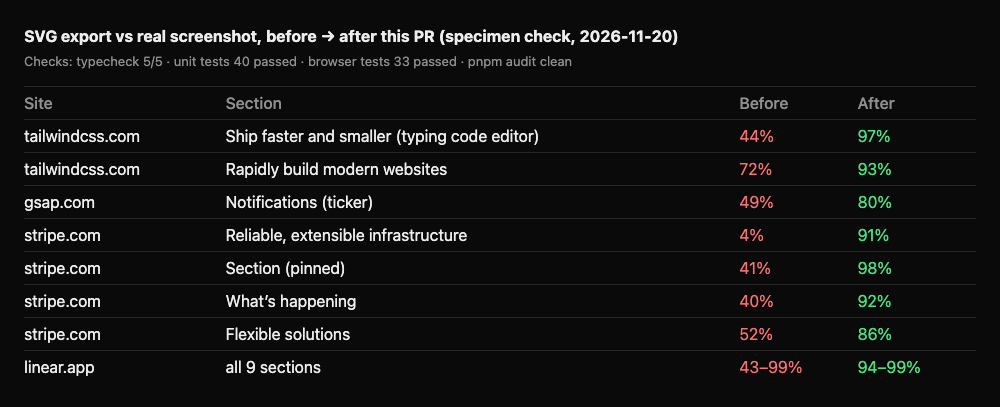 SVG export vs real screenshot, before → after this PR (specimen check, 2026-11-20)
Checks: typecheck 5/5 · unit tests 40 passed · browser tests 33 passed · pnpm audit clean
Site Section Before After
tailwindcss.com Ship faster and smaller (typing code editor) 44% 97%
tailwindcss.com Rapidly build modern websites 72% 93%
gsap.com Notifications (ticker) 49% 80%
stripe.com Reliable, extensible infrastructure 4% 91%
stripe.com Section (pinned) 41% 98%
stripe.com What’s happening 40% 92%
stripe.com Flexible solutions 52% 86%
linear.app all 9 sections 43–99% 94–99%